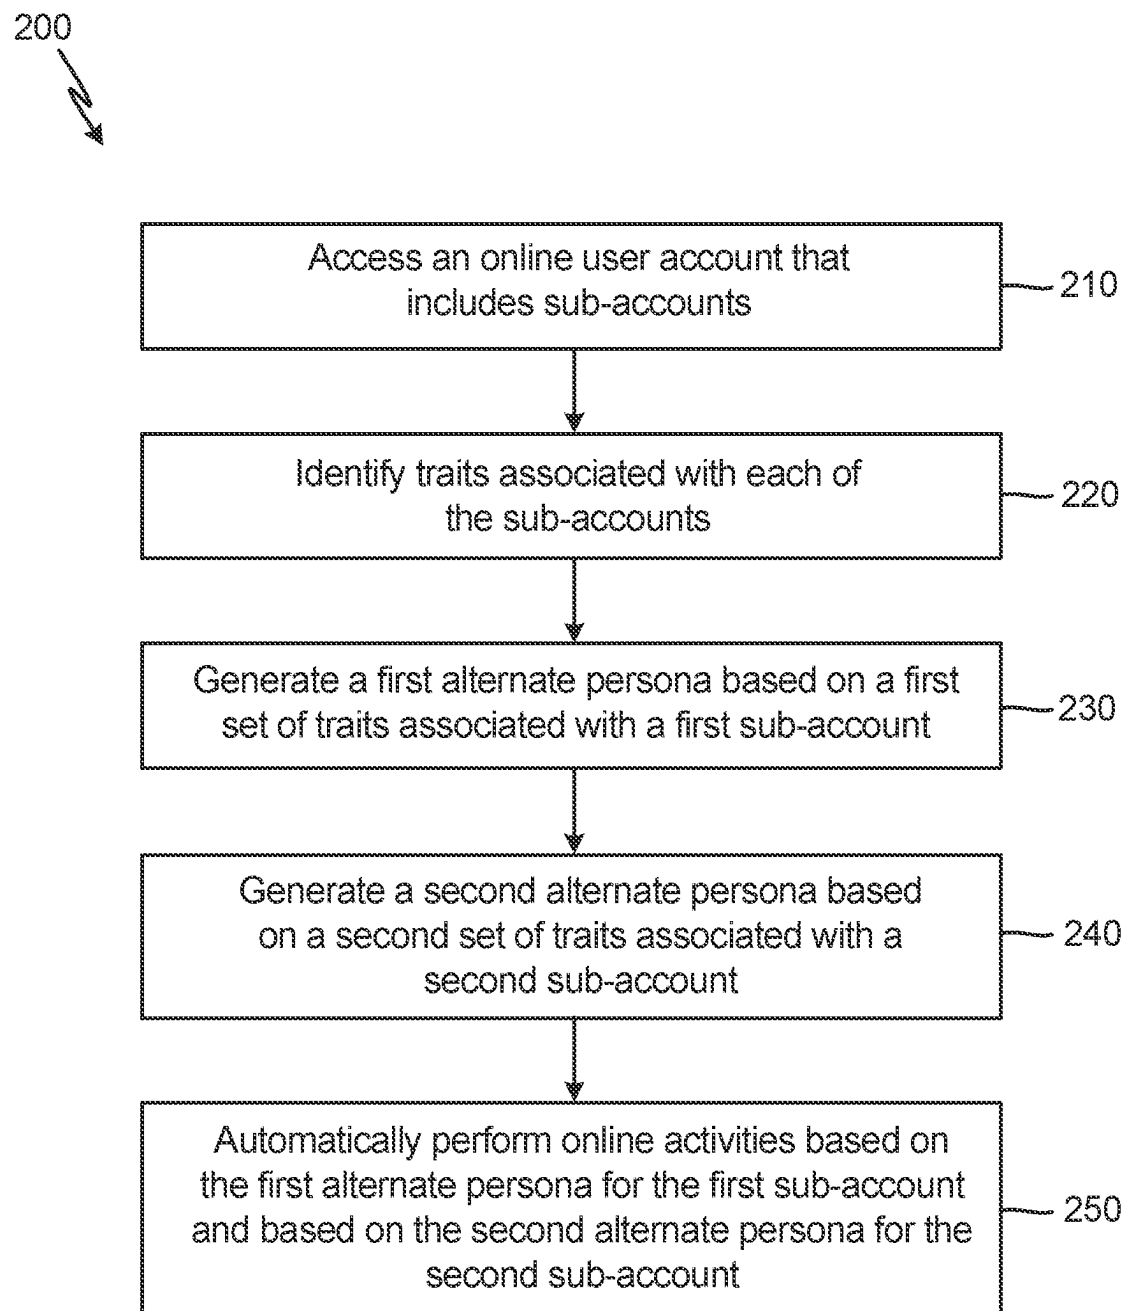 200
Access an online user account that
includes sub-accounts
210
Identify traits associated with each of
the sub-accounts
220
Generate a first alternate persona based on a first
set of traits associated with a first sub-account
230
Generate a second alternate persona based
on a second set of traits associated with a
second sub-account
240
Automatically perform online activities based on
the first alternate persona for the first sub-account
and based on the second alternate persona for the
second sub-account
250